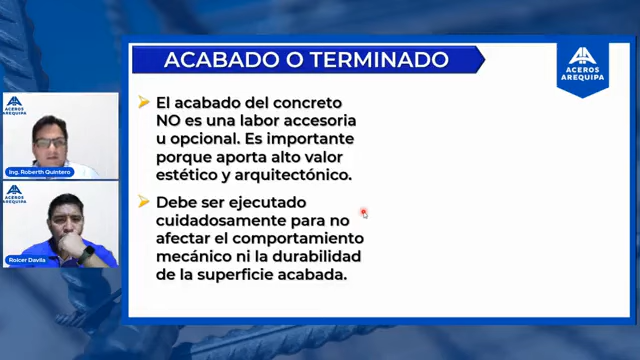 ACABADO O TERMINADO
ACEROS
AREQUIPA
El acabado del concreto
NO es una labor accesoria
u opcional. Es importante
porque aporta alto valor
estético y arquitectónico.
Debe ser ejecutado
cuidadosamente para no
afectar el comportamiento
mecánico ni la durabilidad
de la superficie acabada.
ACEROS
AREQUIPA
Ing. Roberth Quintero
ACEROS
AREQUIPA
Roicer Davila